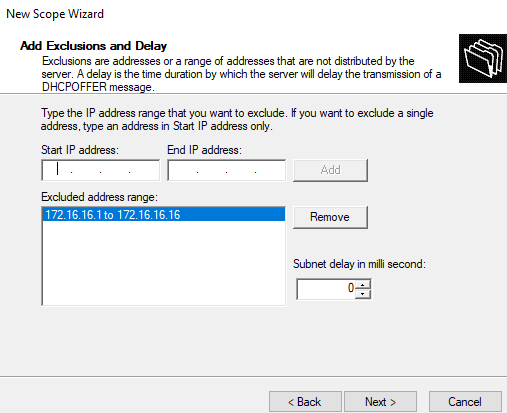 New Scope Wizard
Add Exclusions and Delay
Exclusions are addresses or a range of addresses that are not distributed by the
server. A delay is the time duration by which the server will delay the transmission of a
DHCPOFFER message.
Type the IP address range that you want to exclude. If you want to exclude a single
address, type an address in Start IP address only.
Start IP address: End IP address:
. . . . . . Add
Excluded address range:
172.16.16.1 to 172.16.16.16 Remove
Subnet delay in milli second:
0
< Back Next > Cancel